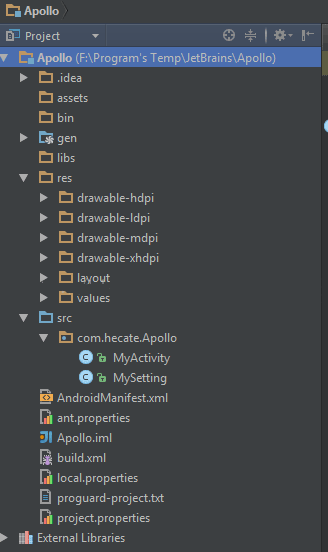 Apollo
Project
Apollo (F:\Program's Temp\JetBrains\Apollo)
.idea
assets
bin
gen
libs
res
drawable-hdpi
drawable-ldpi
drawable-mdpi
drawable-xhdpi
layout
values
src
com.hecate.Apollo
MyActivity
MySetting
AndroidManifest.xml
ant.properties
Apollo.iml
build.xml
local.properties
proguard-project.txt
project.properties
External Libraries